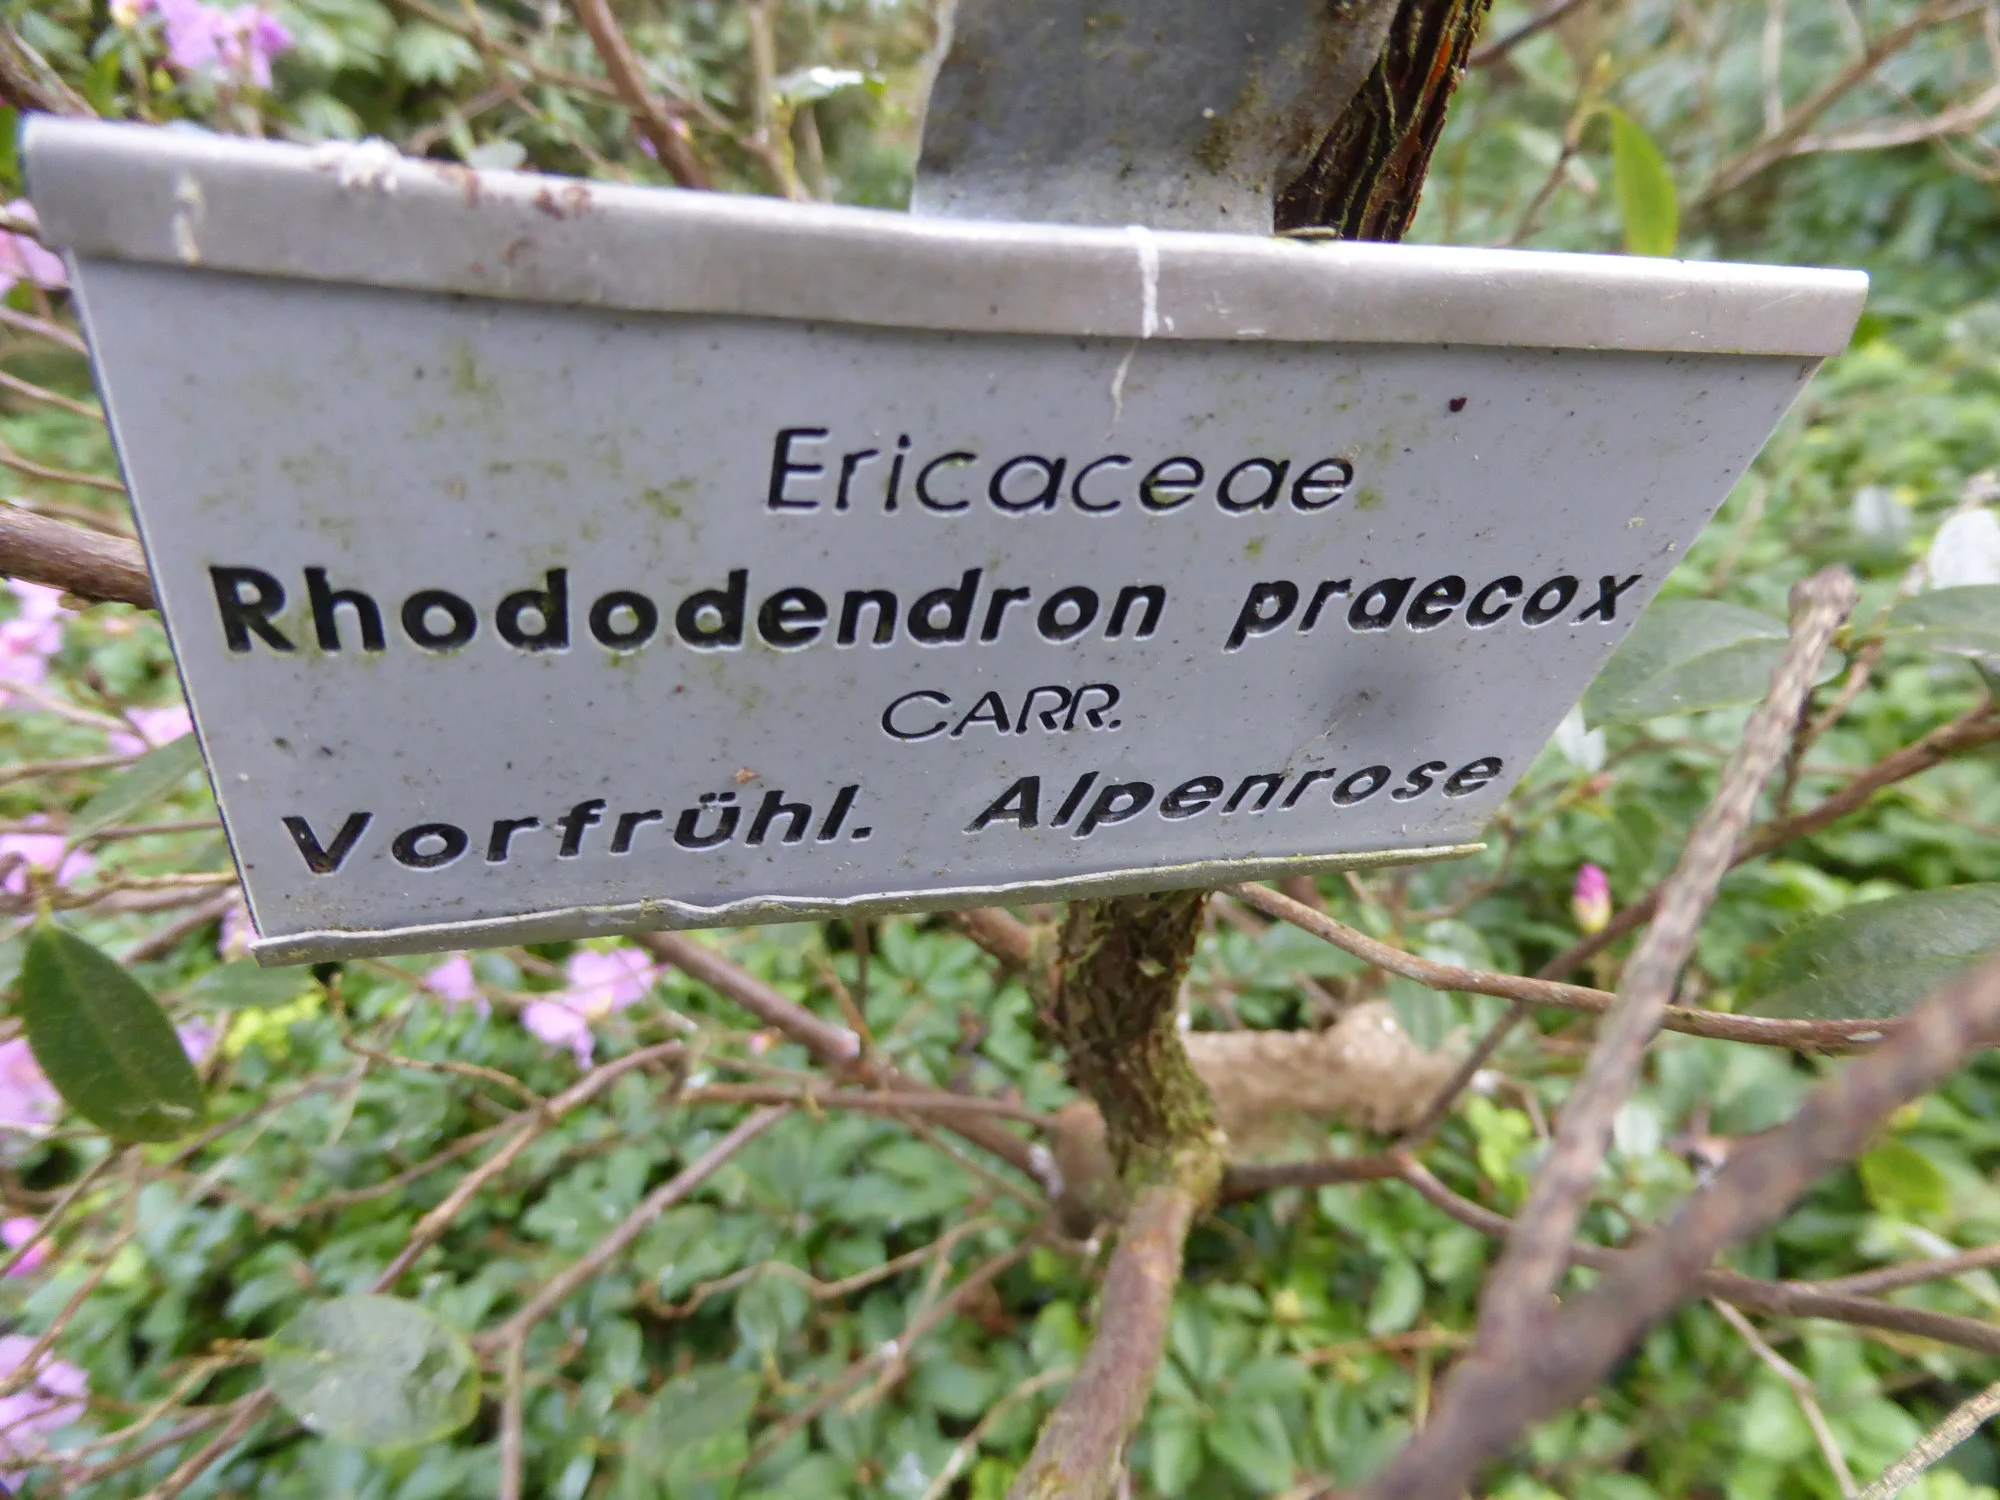 Ericaceae
Rhododendron praecox
CARR.
Vorfrühl. Alpenrose